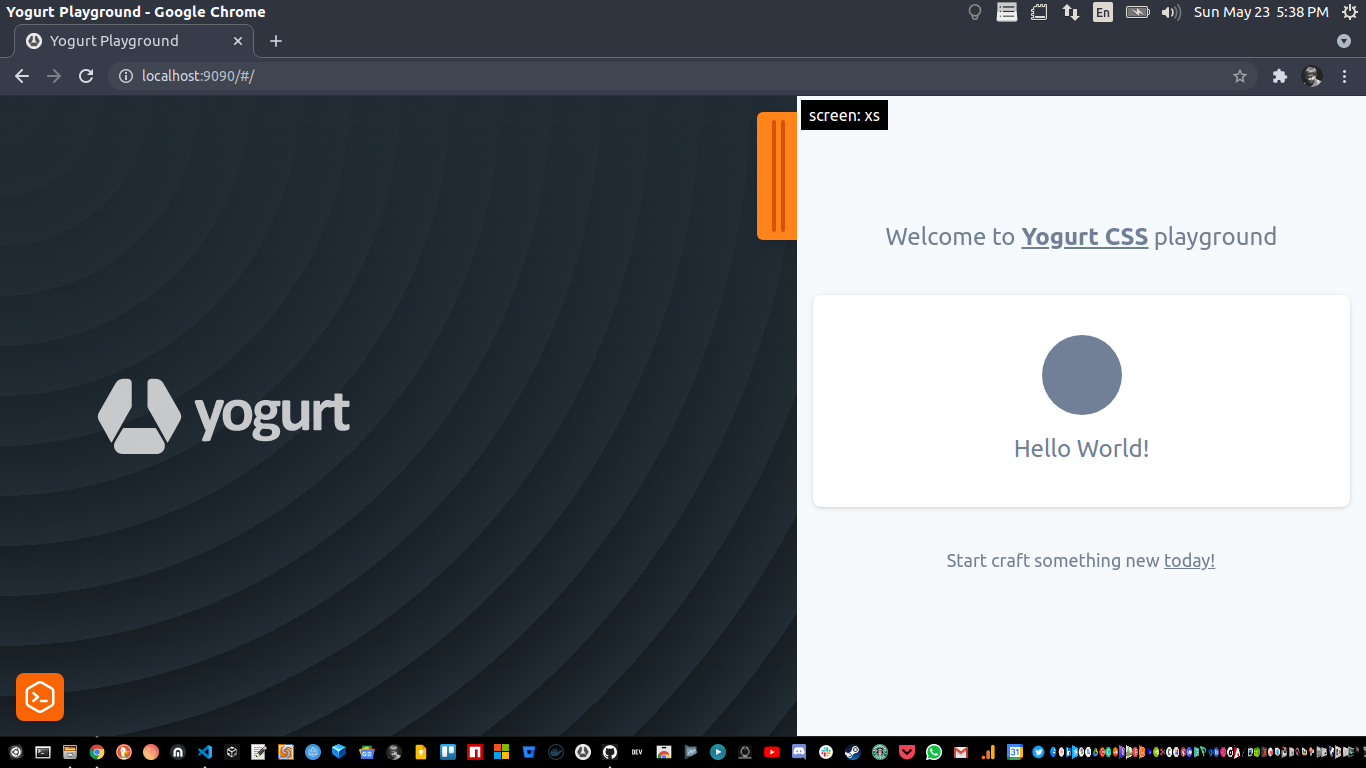 Yogurt Playground - Google Chrome
En
Sun May 23 5:38 PM
Yogurt Playground
localhost:9090/#/
screen: xs
Welcome to Yogurt CSS playground
yogurt
Hello World!
Start craft something new today!
DEV
31